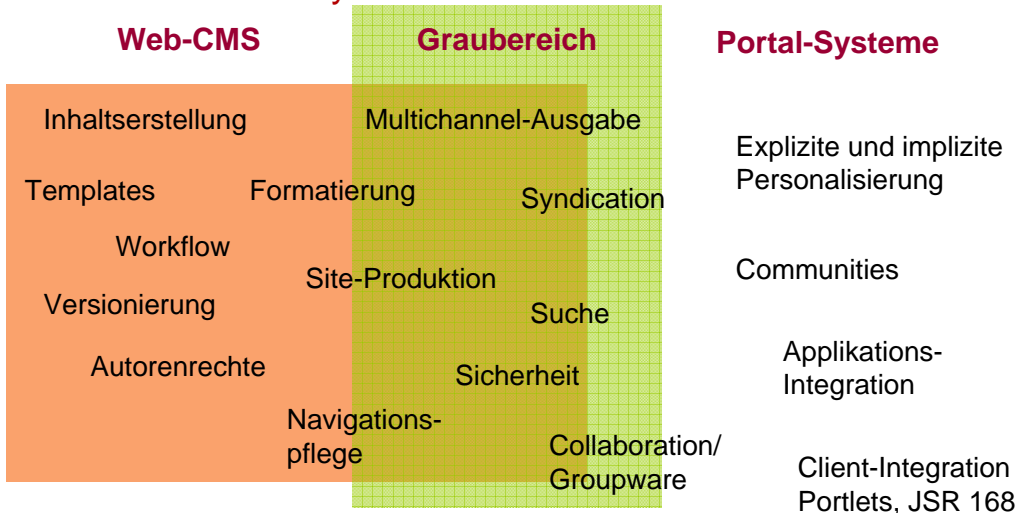 Web-CMS
Graubereich
Portal-Systeme
Inhaltserstellung
Multichannel-Ausgabe
Explizite und implizite
Personalisierung
Templates
Formatierung
Syndication
Workflow
Communities
Site-Produktion
Versionierung
Suche
Applikations-
Integration
Autorenrechte
Sicherheit
Navigations-
pflege
Collaboration/
Groupware
Client-Integration
Portlets, JSR 168